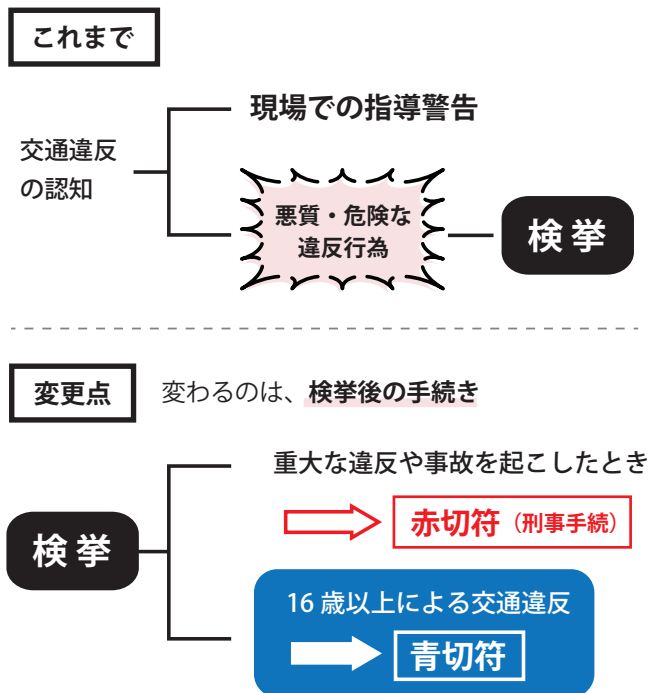 これまで
現場での指導警告
交通違反
の認知
悪質・危険な
違反行為
検挙
変更点
変わるのは、検挙後の手続き
重大な違反や事故を起こしたとき
赤切符（刑事手続）
検挙
16 歳以上による交通違反
青切符